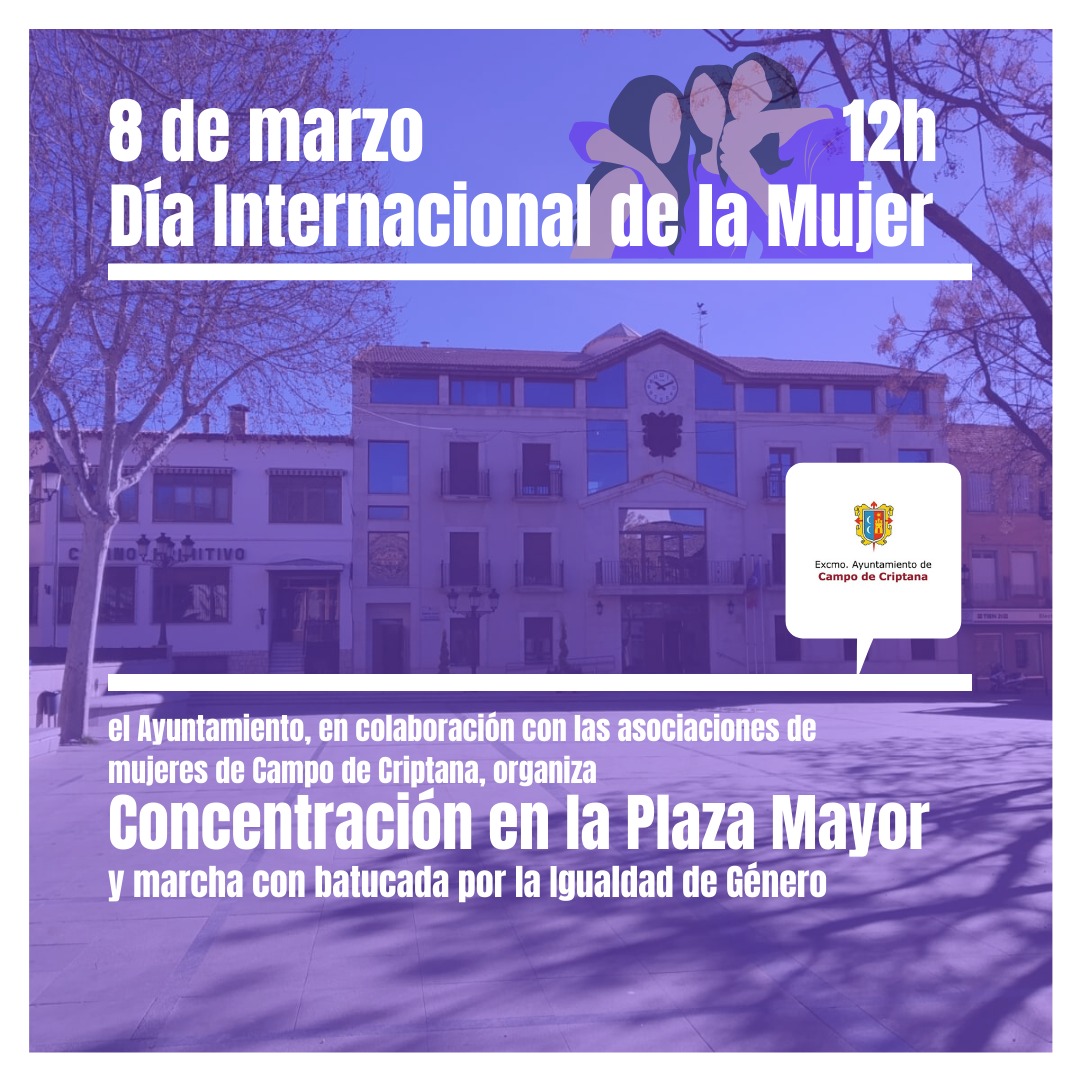 8 de marzo 12h
Día Internacional de la Mujer
Excmo. Ayuntamiento de
Campo de Criptana
el Ayuntamiento, en colaboración con las asociaciones de
mujeres de Campo de Criptana, organiza
Concentración en la Plaza Mayor
y marcha con batucada por la Igualdad de Género